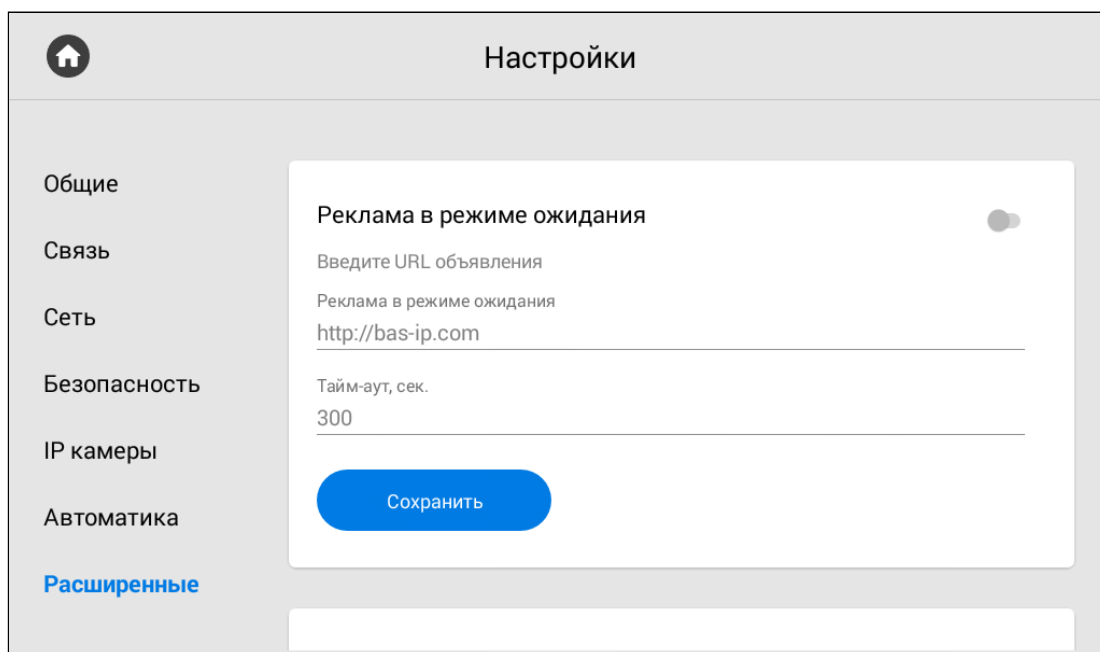 Настройки
Общие
Связь
Сеть
Безопасность
IP камеры
Автоматика
Расширенные
Реклама в режиме ожидания
Введите URL объявления
Реклама в режиме ожидания
http://bas-ip.com
Тайм-аут, сек.
300
Сохранить